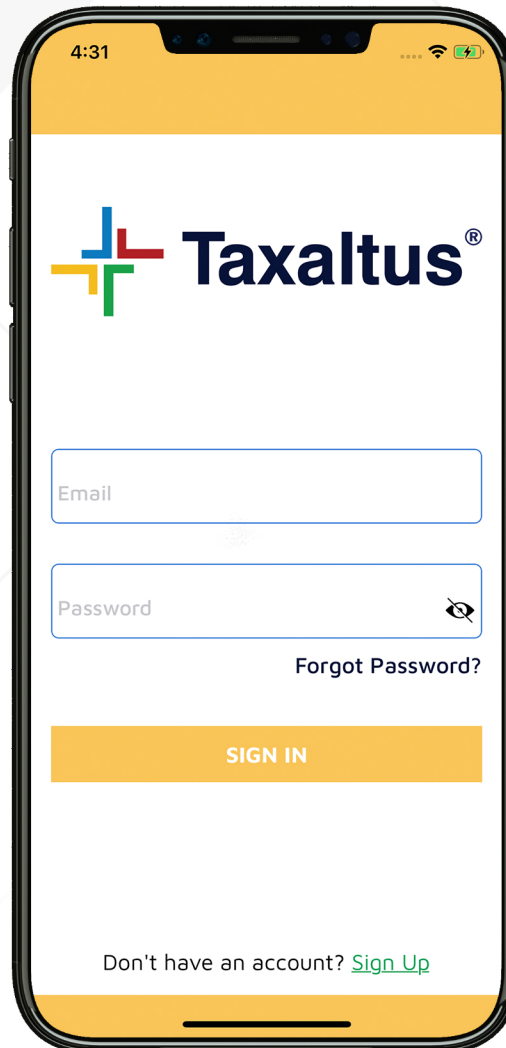 4:31
Taxaltus®
Email
Password
Forgot Password?
SIGN IN
Don't have an account? Sign Up